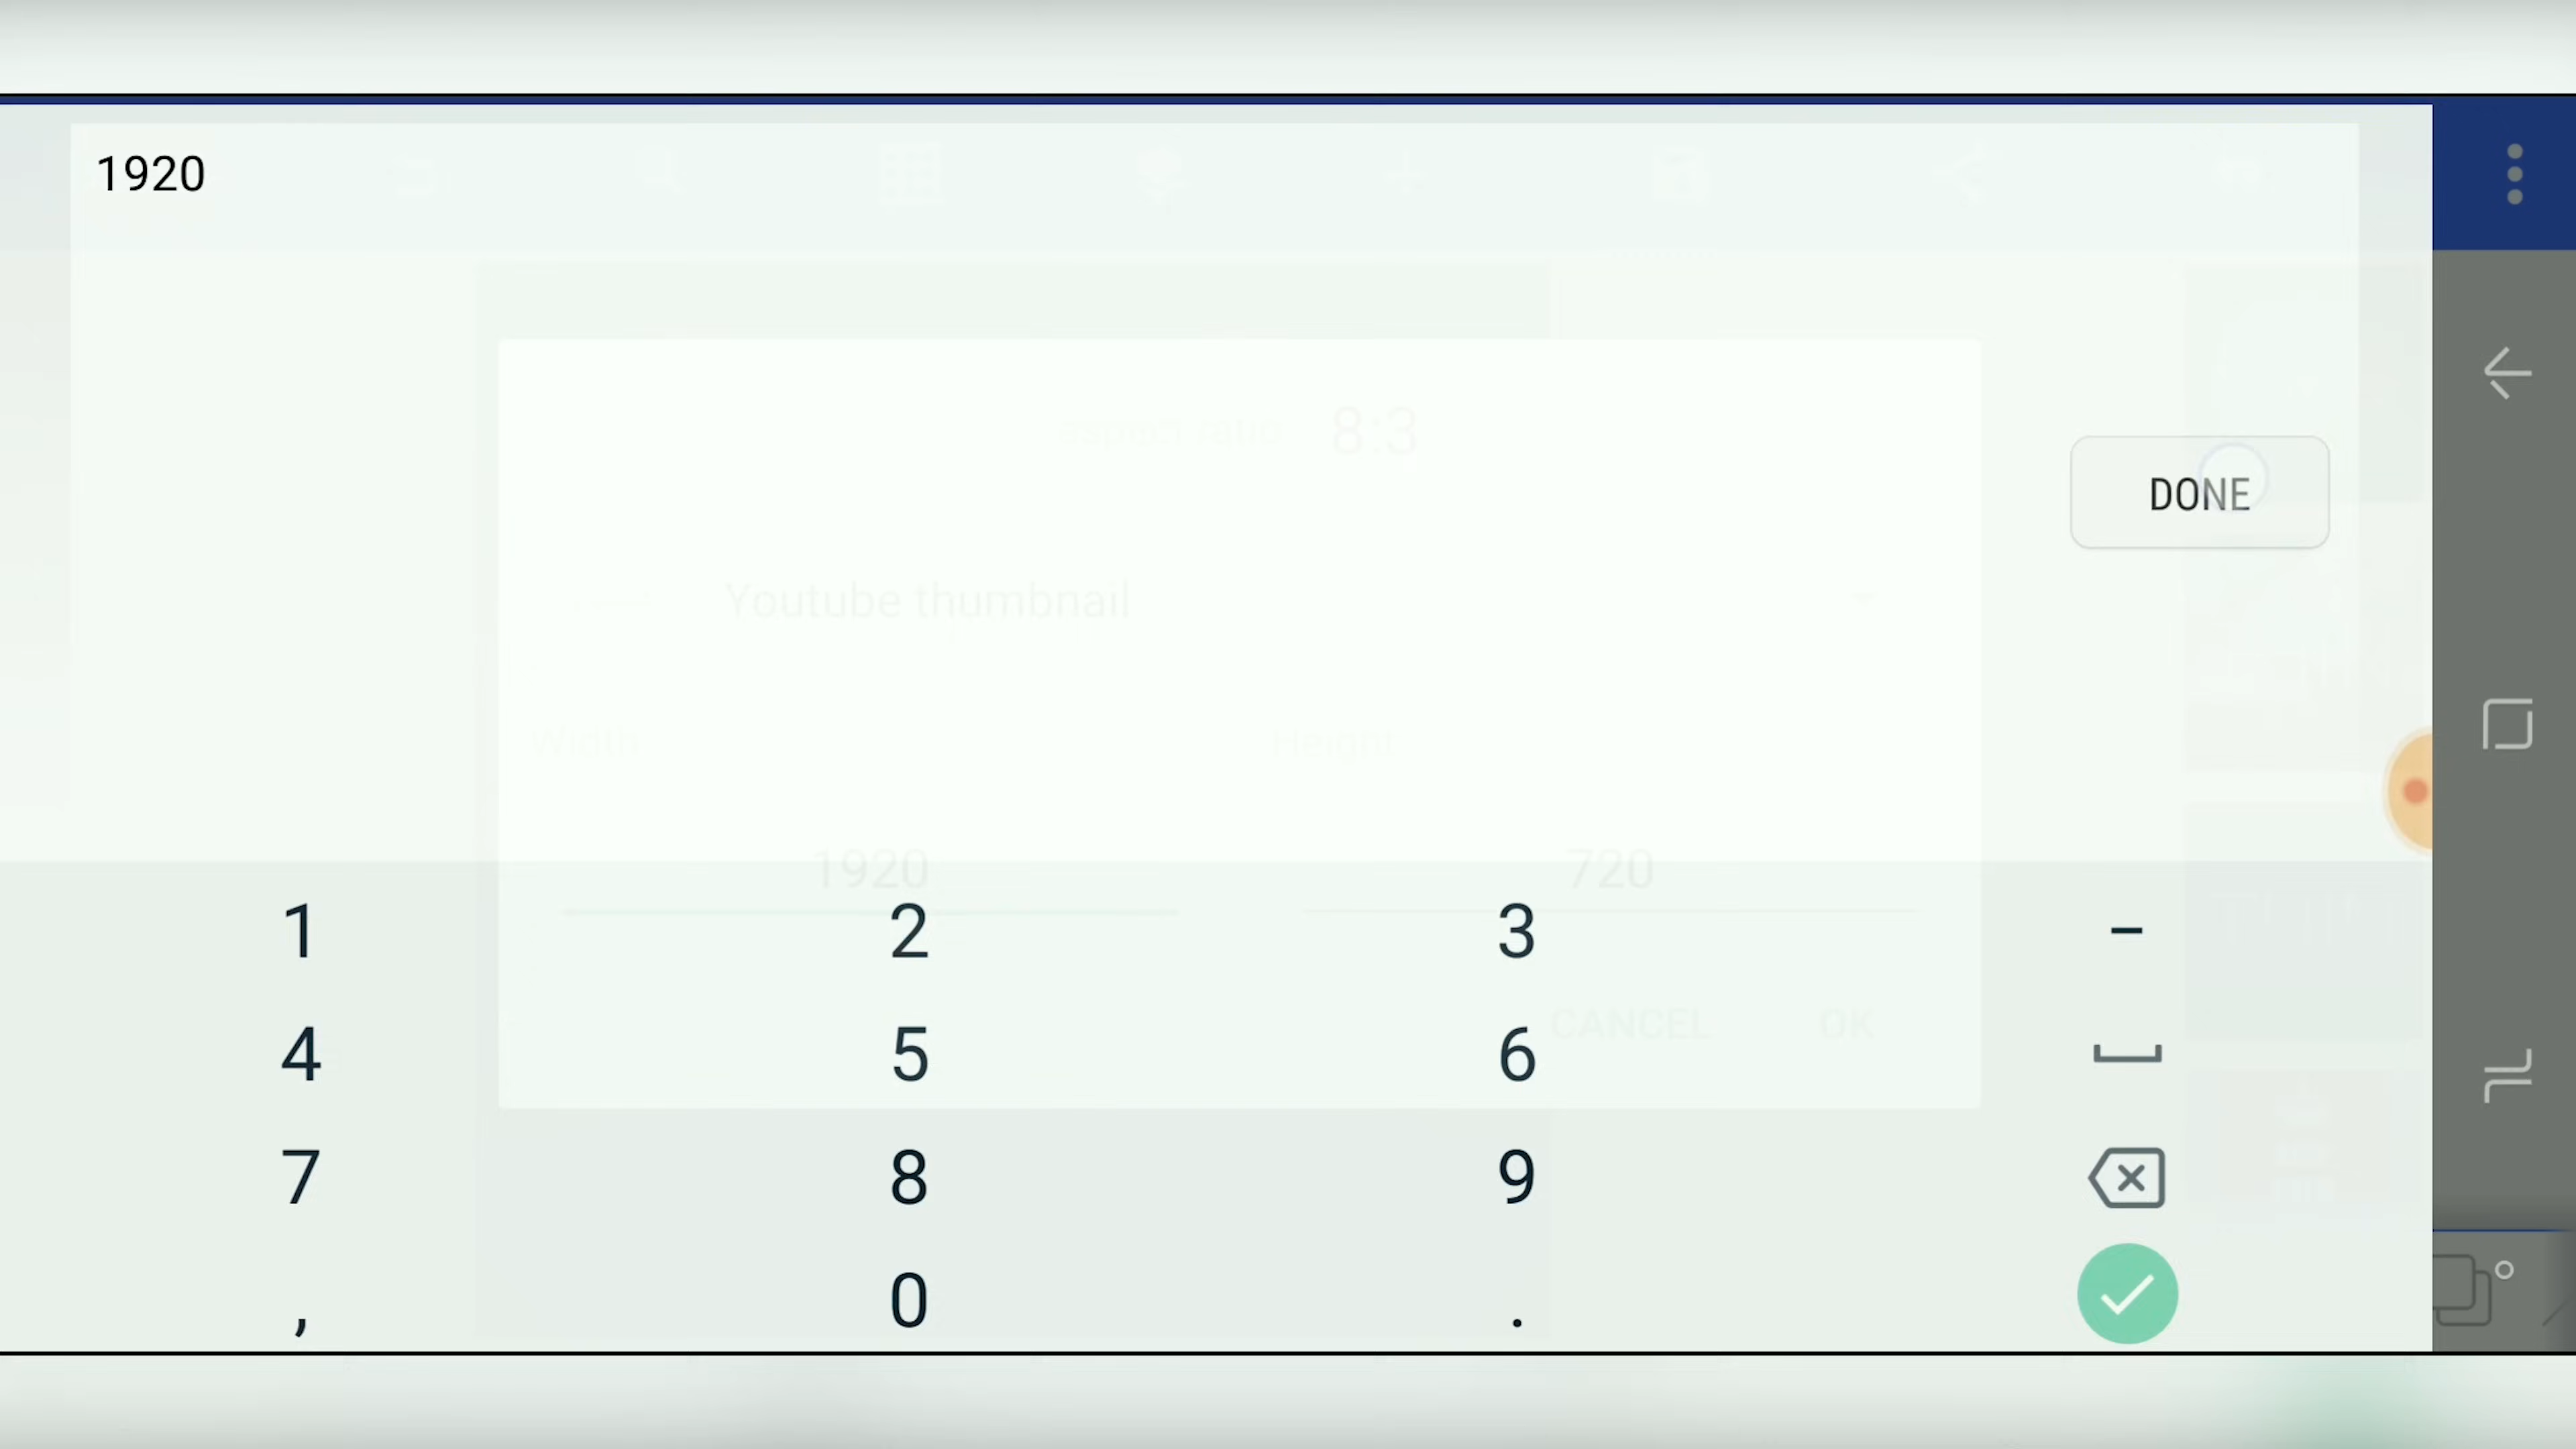 1920
aspect ratio 8:3
DONE
Youtube thumbnail
Width Height
1920 720
1 2 3 -
CANCEL OK
4 5 6
7 8 9
, 0 .